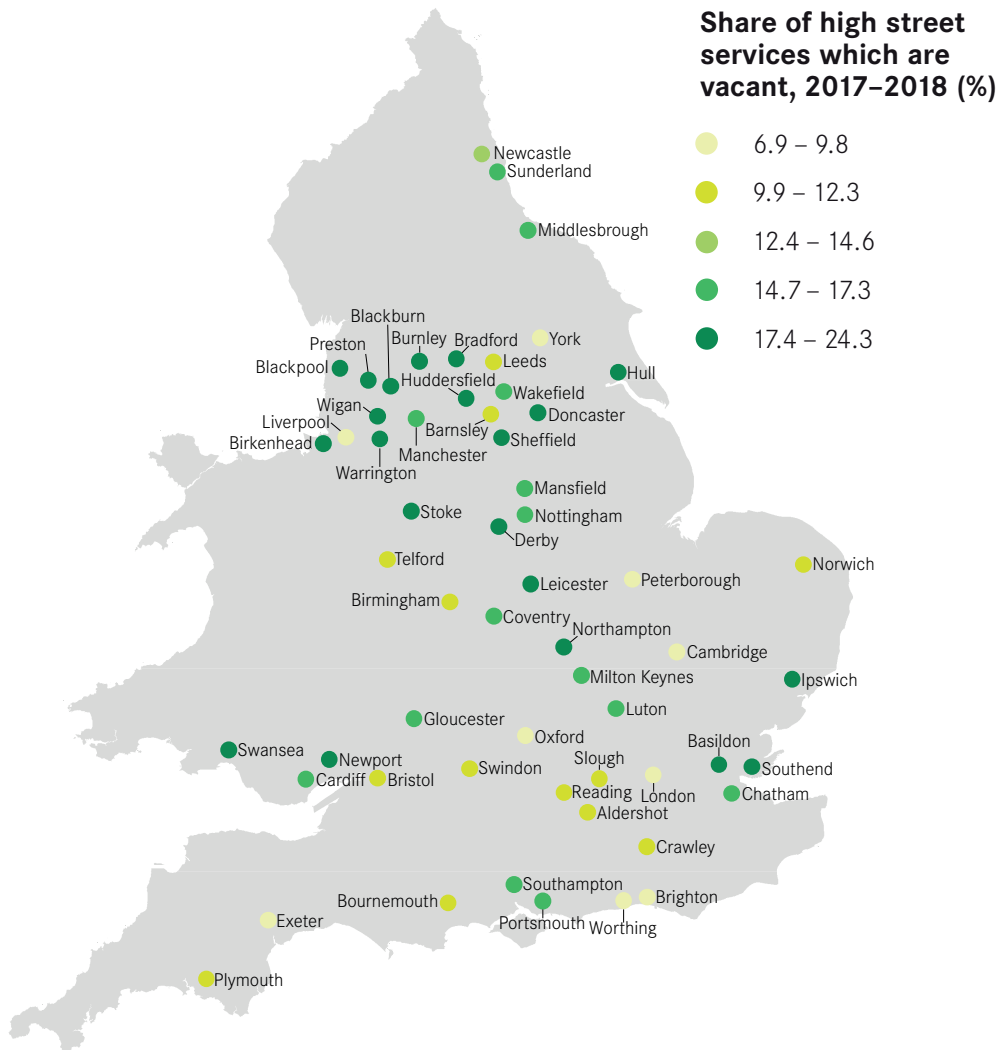 Share of high street
services which are
vacant, 2017–2018 (%)
6.9 – 9.8
9.9 – 12.3
12.4 – 14.6
14.7 – 17.3
17.4 – 24.3
Newcastle
Sunderland
Middlesbrough
Blackburn
Burnley
Bradford
York
Preston
Leeds
Blackpool
Hull
Huddersfield
Wakefield
Wigan
Doncaster
Liverpool
Barnsley
Birkenhead
Sheffield
Manchester
Warrington
Mansfield
Stoke
Nottingham
Derby
Telford
Norwich
Leicester
Peterborough
Birmingham
Coventry
Northampton
Cambridge
Milton Keynes
Ipswich
Luton
Gloucester
Oxford
Basildon
Swansea
Slough
Newport
Swindon
Southend
Cardiff
Bristol
Reading
London
Chatham
Aldershot
Crawley
Southampton
Brighton
Bournemouth
Portsmouth
Worthing
Exeter
Plymouth